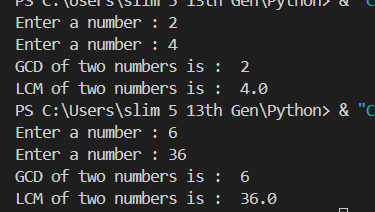 PS C:\Users\slim 5 13th Gen\Python> & "C
Enter a number : 2
Enter a number : 4
GCD of two numbers is :  2
LCM of two numbers is :  4.0
PS C:\Users\slim 5 13th Gen\Python> & "C
Enter a number : 6
Enter a number : 36
GCD of two numbers is :  6
LCM of two numbers is :  36.0